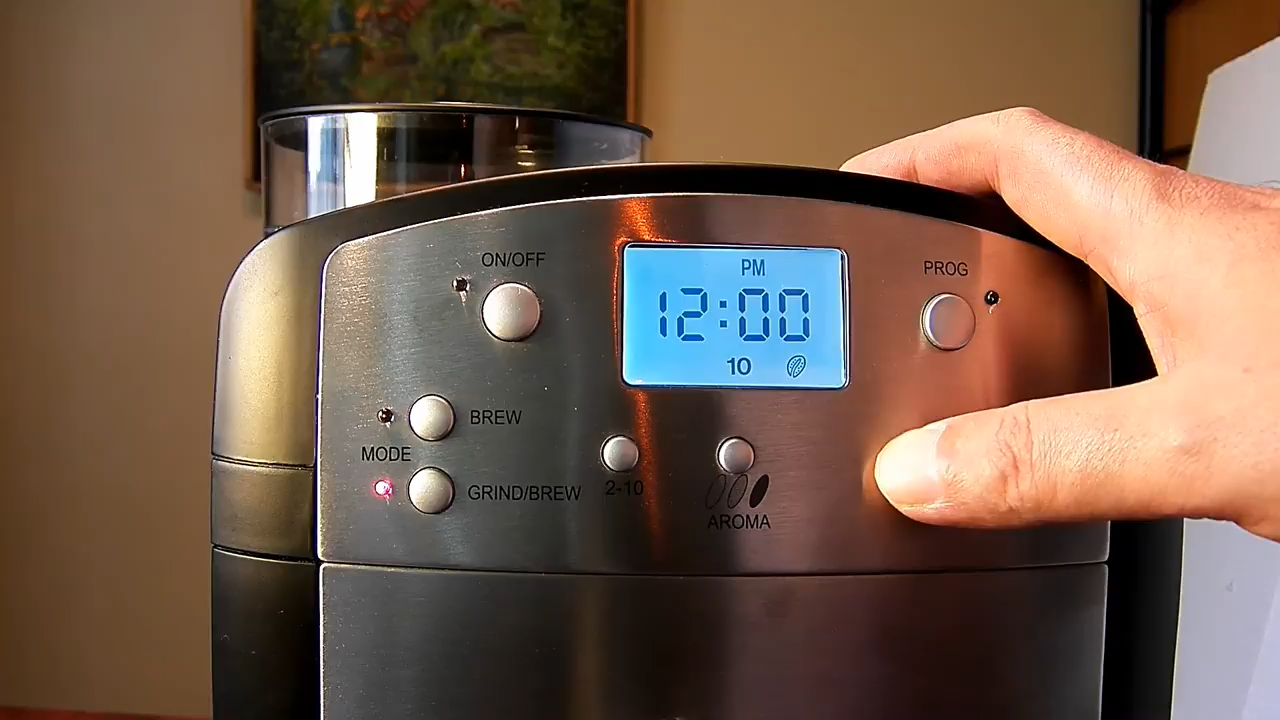 ON/OFF
PM
12:00
10
PROG
BREW
MODE
GRIND/BREW
2-10
AROMA